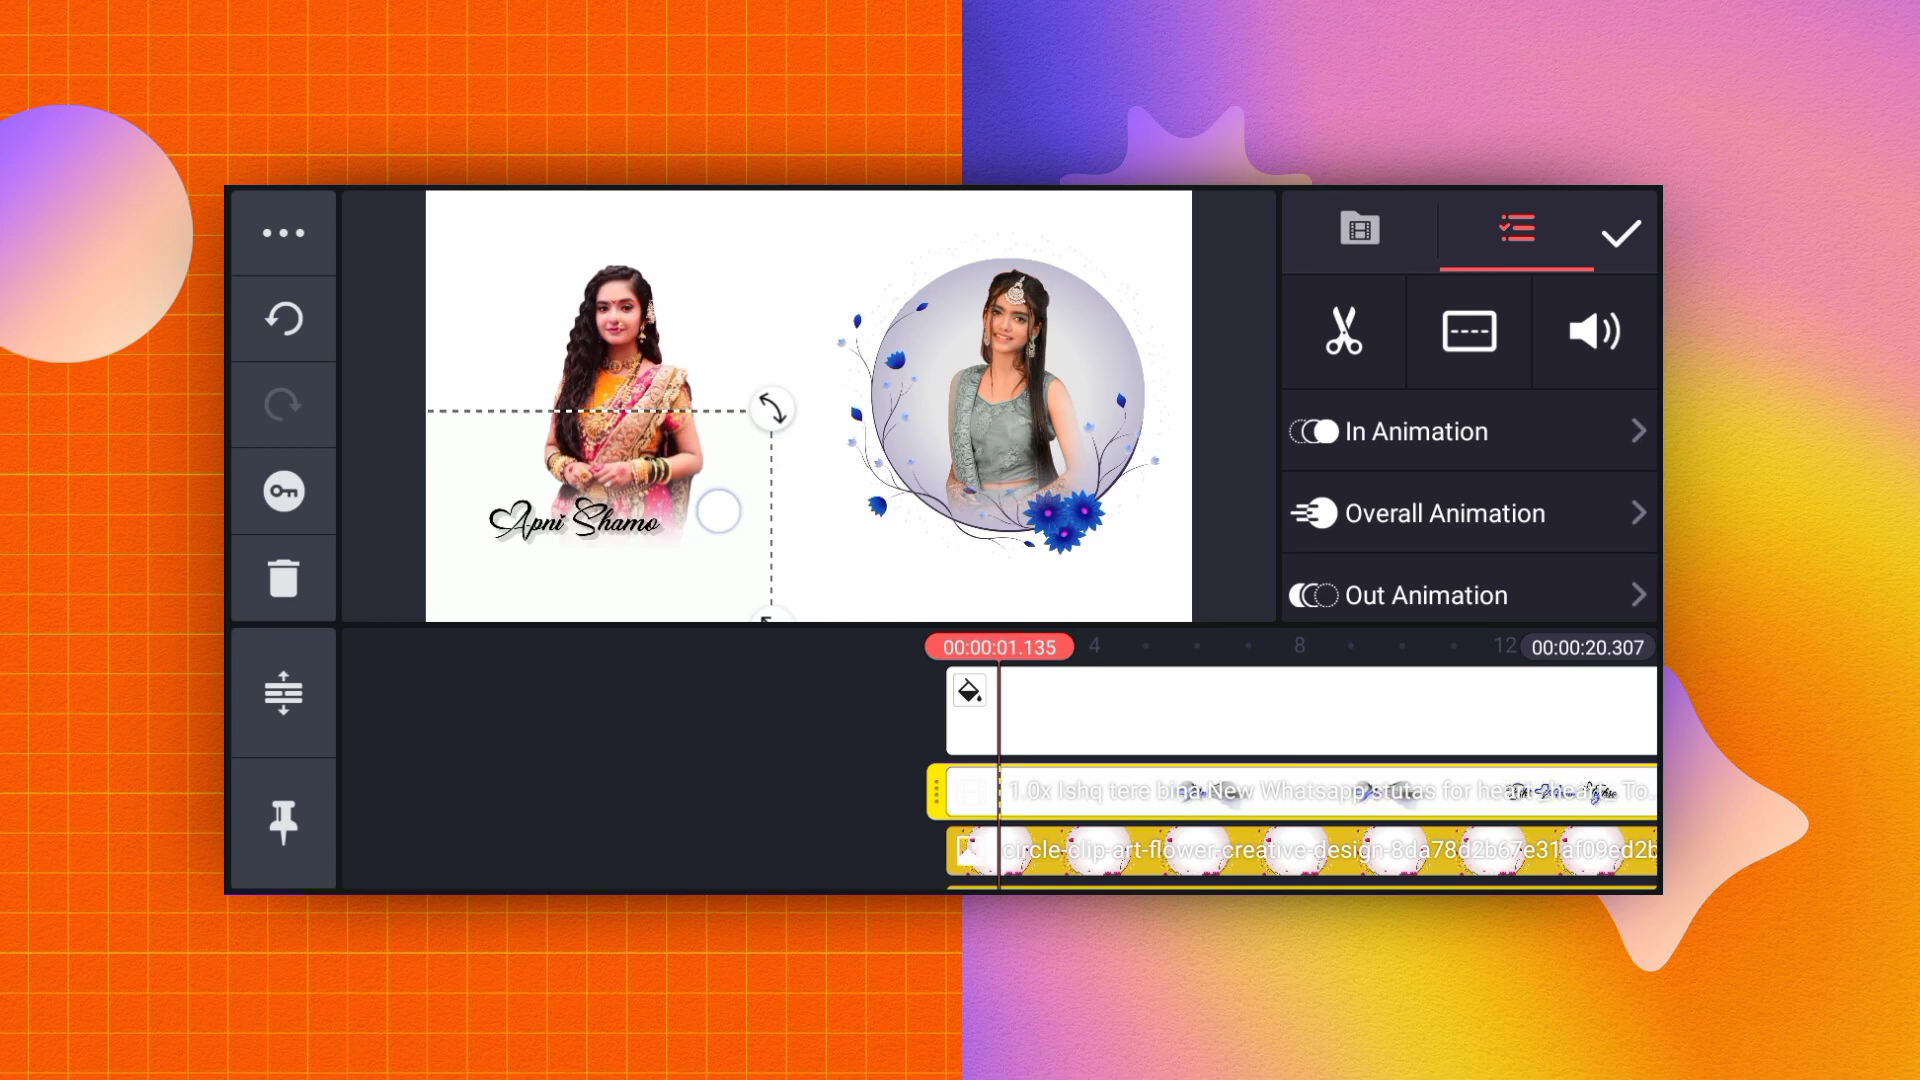 Apni Shamo
In Animation
Overall Animation
Out Animation
00:00:01.135
4
8
12
00:00:20.307
1.0x Ishq tere bina New Whatsapp stutas for heart
circle-clip-art-flower-creative-design-8da78d2b67e31af09ed2b